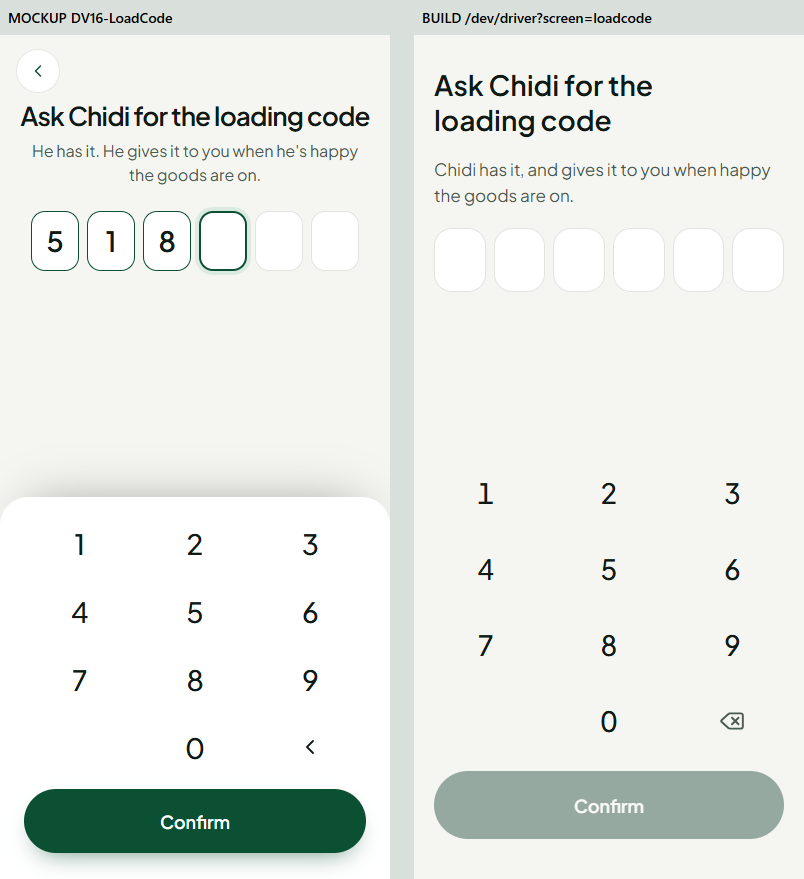 MOCKUP DV16-LoadCode
Ask Chidi for the loading code
He has it. He gives it to you when he's happy
the goods are on.
5 1 8
1 2 3
4 5 6
7 8 9
0
Confirm
BUILD /dev/driver?screen=loadcode
Ask Chidi for the
loading code
Chidi has it, and gives it to you when happy
the goods are on.
1 2 3
4 5 6
7 8 9
0
Confirm